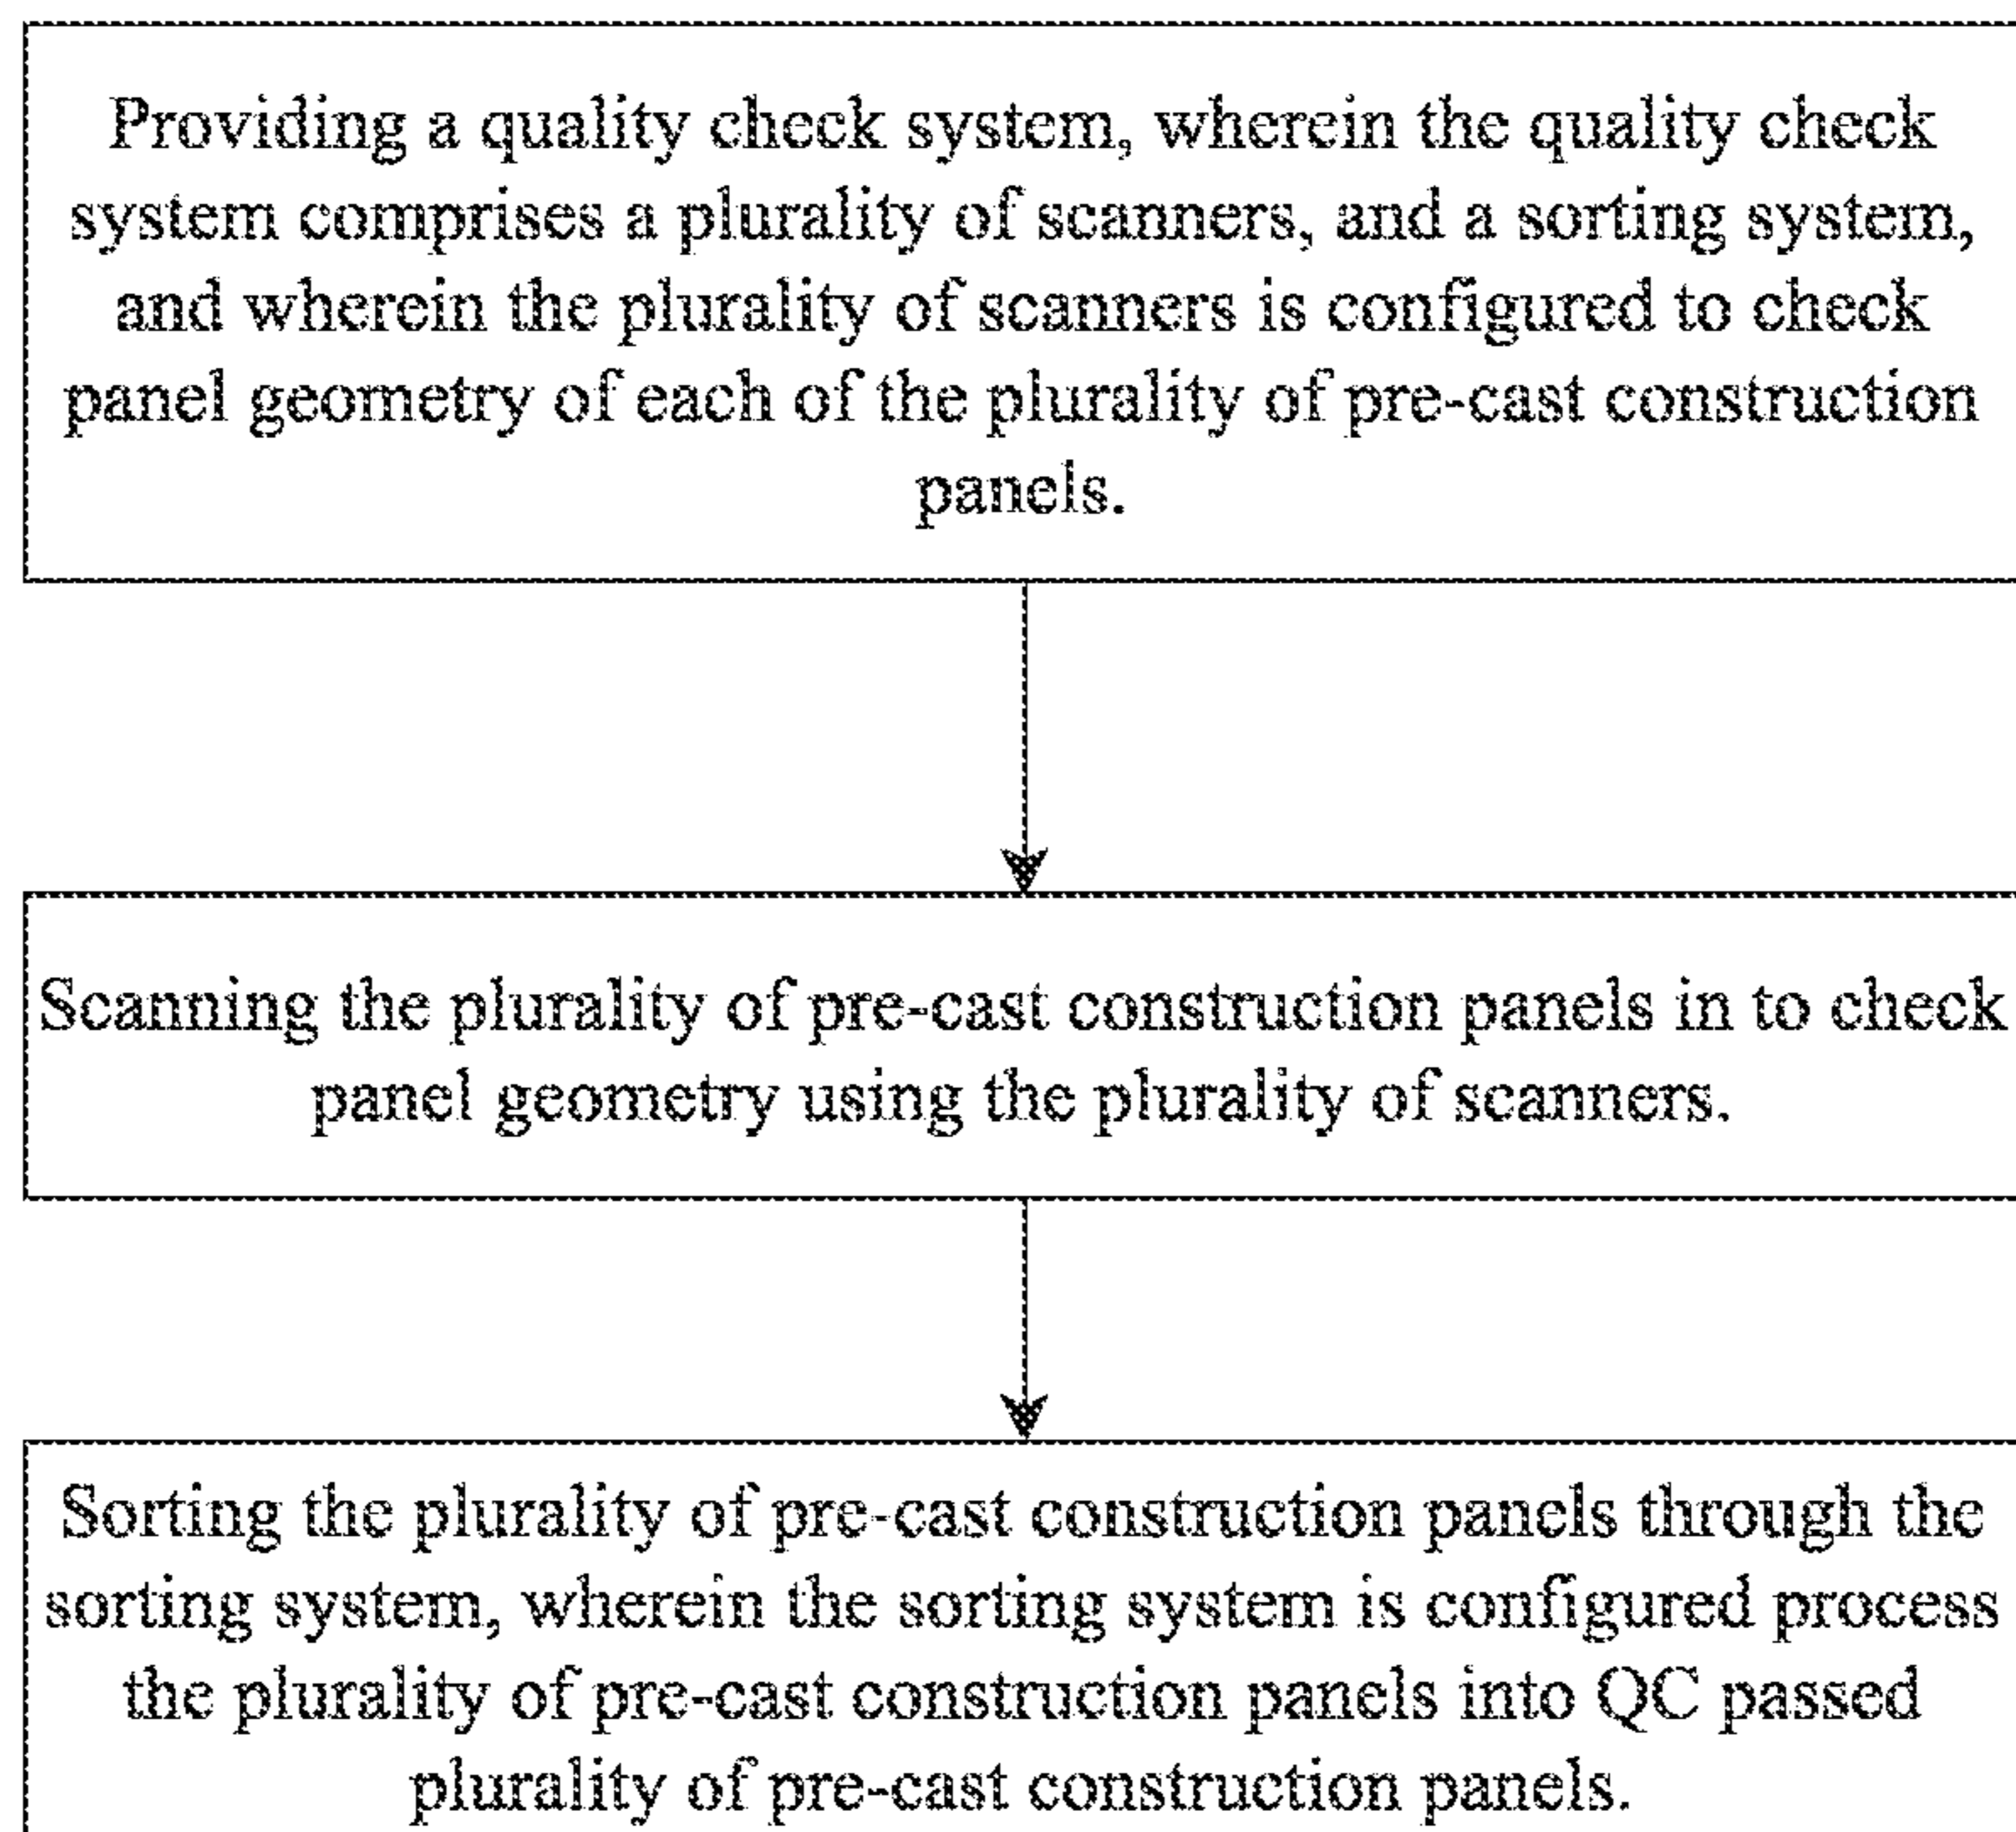 Providing a quality check system, wherein the quality check
system comprises a plurality of scanners, and a sorting system,
and wherein the plurality of scanners is configured to check
panel geometry of each of the plurality of pre-cast construction
panels.
Scanning the plurality of pre-cast construction panels in to check
panel geometry using the plurality of scanners.
Sorting the plurality of pre-cast construction panels through the
sorting system, wherein the sorting system is configured process
the plurality of pre-cast construction panels into QC passed
plurality of pre-cast construction panels.